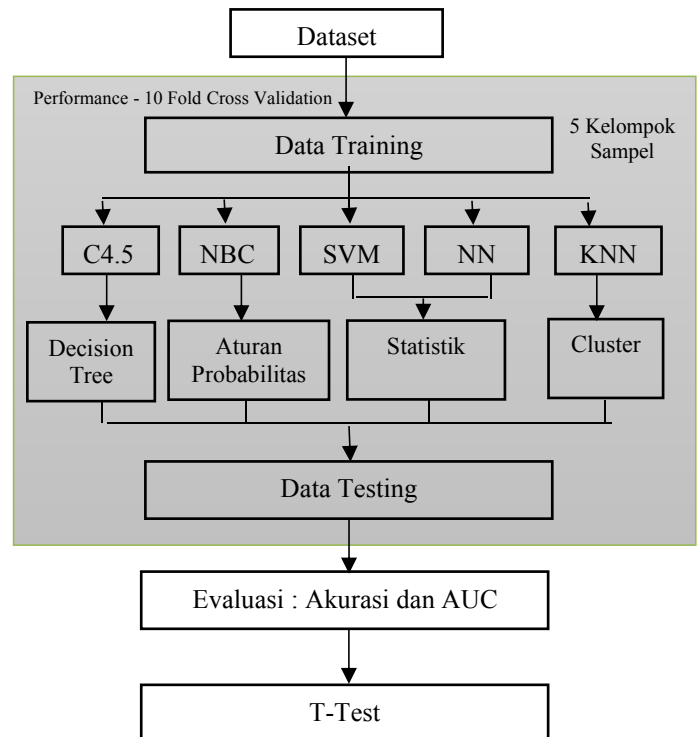 Dataset
Performance - 10 Fold Cross Validation
Data Training
5 Kelompok
Sampel
C4.5
NBC
SVM
NN
KNN
Decision
Tree
Aturan
Probabilitas
Statistik
Cluster
Data Testing
Evaluasi : Akurasi dan AUC
T-Test